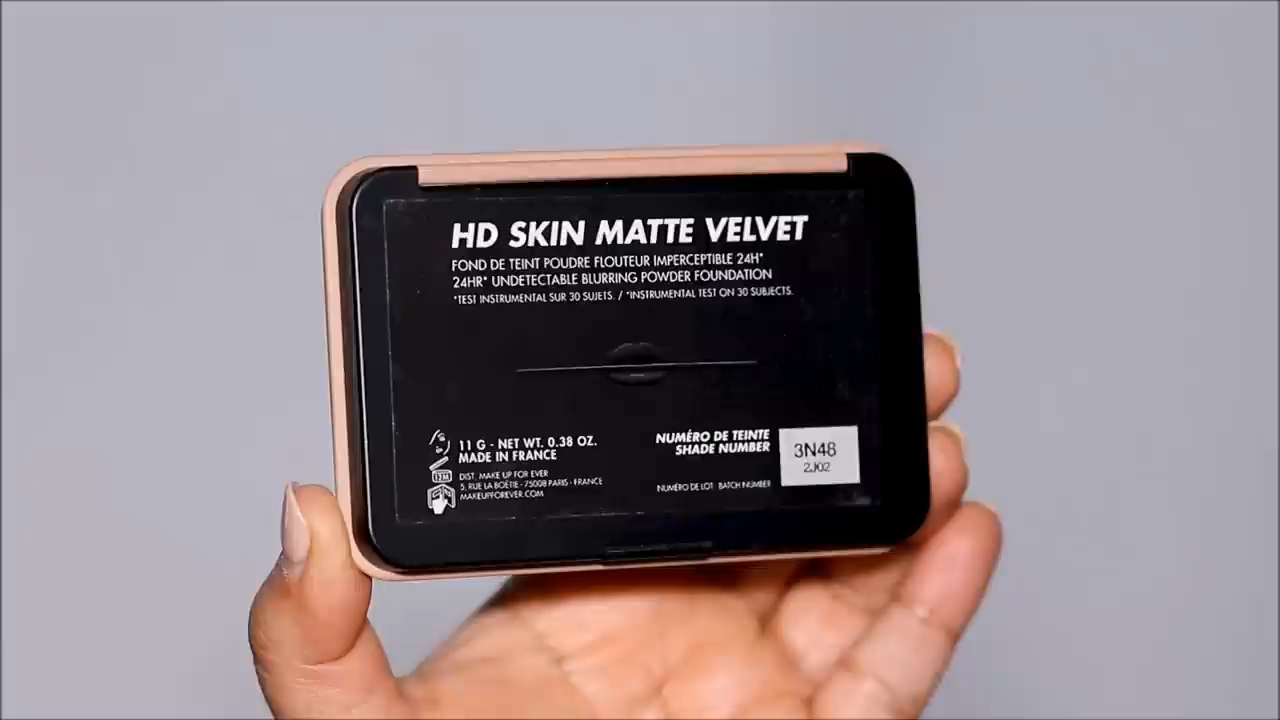 HD SKIN MATTE VELVET
FOND DE TEINT POUDRE FLOUTEUR IMPERCEPTIBLE 24H*
24HR* UNDETECTABLE BLURRING POWDER FOUNDATION
*TEST INSTRUMENTAL SUR 30 SUJETS. / *INSTRUMENTAL TEST ON 30 SUBJECTS.
11 G - NET WT. 0.38 OZ.
MADE IN FRANCE
12M
DIST. MAKE UP FOR EVER
5, RUE LA BOÉTIE - 75008 PARIS - FRANCE
MAKEUPFOREVER.COM
NUMÉRO DE TEINTE
SHADE NUMBER
3N48
2J02
NUMÉRO DE LOT BATCH NUMBER